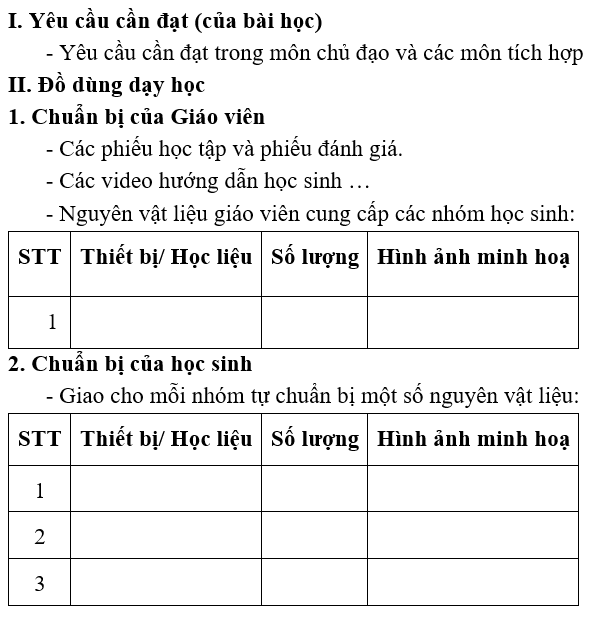 I. Yêu cầu cần đạt (của bài học)
- Yêu cầu cần đạt trong môn chủ đạo và các môn tích hợp
II. Đồ dùng dạy học
1. Chuẩn bị của Giáo viên
- Các phiếu học tập và phiếu đánh giá.
- Các video hướng dẫn học sinh …
- Nguyên vật liệu giáo viên cung cấp các nhóm học sinh:
STT Thiết bị/ Học liệu Số lượng Hình ảnh minh hoạ
1
2. Chuẩn bị của học sinh
- Giao cho mỗi nhóm tự chuẩn bị một số nguyên vật liệu:
STT Thiết bị/ Học liệu Số lượng Hình ảnh minh hoạ
1
2
3